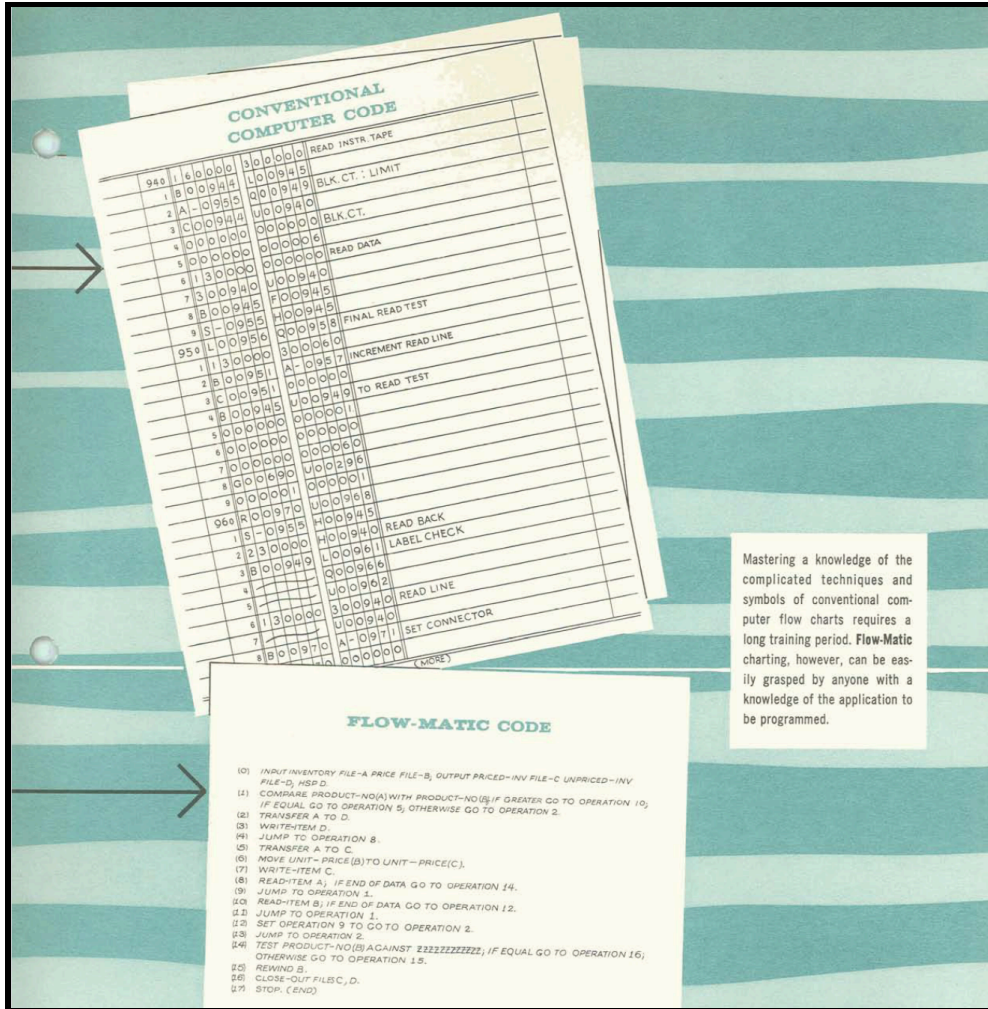 CONVENTIONAL
COMPUTER CODE
940 160000 300000 READ INSTR. TAPE
1 B00944 L00945
2 A-0955 Q00949 BLK. CT. : LIMIT
3 C00944 U00940
4 000000 000000 BLK. CT.
5 000000 000006
6 130000 000000 READ DATA
7 300940 U00940
8 B00945 F00945
9 S-0955 H00945
950 L00956 Q00958 FINAL READ TEST
1 130000 300060
2 B00951 A-0957 INCREMENT READ LINE
3 C00951 000000
4 B00945 U00949 TO READ TEST
5 000000 000001
6 000000 000000
7 000000 000060
8 G00690 U00296
9 000001 000001
960 R00970 U00968
1 S-0955 H00945
2 230000 H00940 READ BACK
3 B00949 L00961 LABEL CHECK
4 Q00966
5 U00962
6 130000 300940 READ LINE
7 U00940
8 B00970 A-0971 SET CONNECTOR
000000
(MORE)
Mastering a knowledge of the
complicated techniques and
symbols of conventional com-
puter flow charts requires a
long training period. Flow-Matic
charting, however, can be eas-
ily grasped by anyone with a
knowledge of the application to
be programmed.
FLOW-MATIC CODE
(0) INPUT INVENTORY FILE-A PRICE FILE-B; OUTPUT PRICED-INV FILE-C UNPRICED-INV
FILE-D; HSP D.
(1) COMPARE PRODUCT-NO(A) WITH PRODUCT-NO(B); IF GREATER GO TO OPERATION 10;
IF EQUAL GO TO OPERATION 5; OTHERWISE GO TO OPERATION 2.
(2) TRANSFER A TO D.
(3) WRITE-ITEM D.
(4) JUMP TO OPERATION 8.
(5) TRANSFER A TO C.
(6) MOVE UNIT-PRICE(B) TO UNIT-PRICE(C).
(7) WRITE-ITEM C.
(8) READ-ITEM A; IF END OF DATA GO TO OPERATION 14.
(9) JUMP TO OPERATION 1.
(10) READ-ITEM B; IF END OF DATA GO TO OPERATION 12.
(11) JUMP TO OPERATION 1.
(12) SET OPERATION 9 TO GO TO OPERATION 2.
(13) JUMP TO OPERATION 2.
(14) TEST PRODUCT-NO(B) AGAINST ZZZZZZZZZZZZ; IF EQUAL GO TO OPERATION 16;
OTHERWISE GO TO OPERATION 15.
(15) REWIND B.
(16) CLOSE-OUT FILES C, D.
(17) STOP. (END)